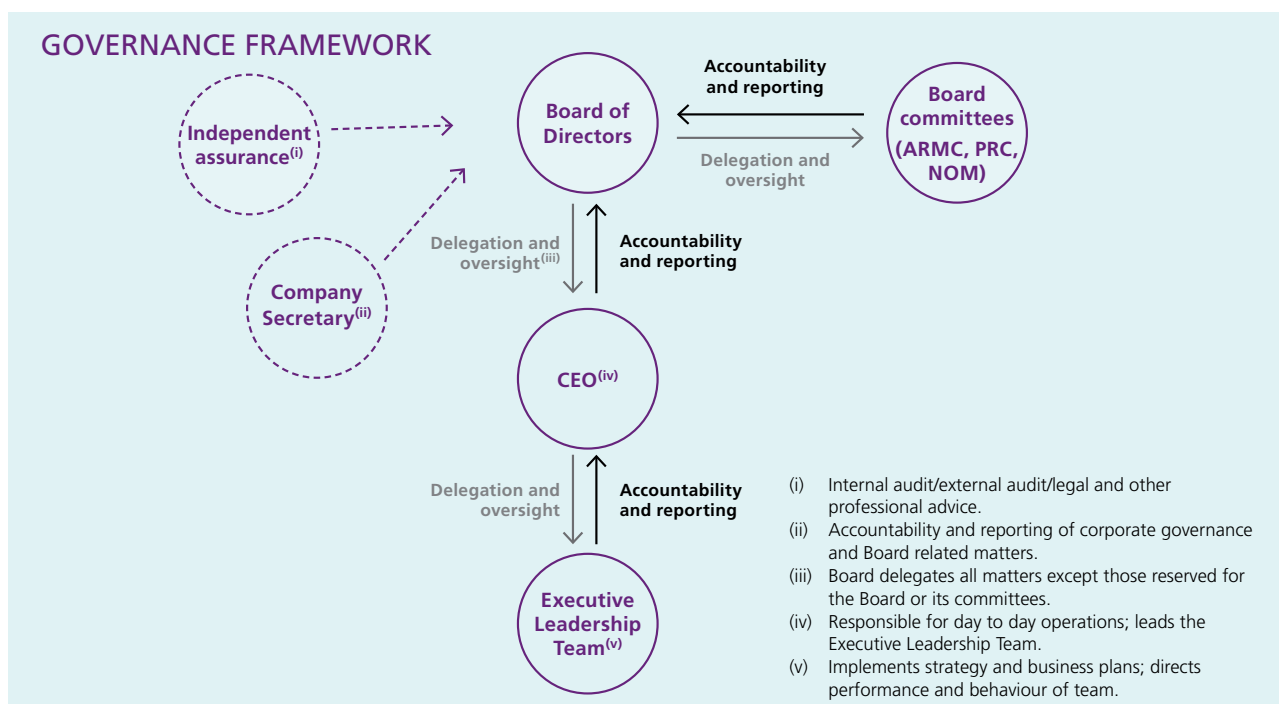 GOVERNANCE FRAMEWORK
Independent
assurance(i)
Board of
Directors
Accountability
and reporting
Delegation and
oversight
Board
committees
(ARMC, PRC,
NOM)
Company
Secretary(ii)
Delegation and
oversight(iii)
Accountability
and reporting
CEO(iv)
Delegation and
oversight
Accountability
and reporting
Executive
Leadership
Team(v)
(i) Internal audit/external audit/legal and other
professional advice.
(ii) Accountability and reporting of corporate governance
and Board related matters.
(iii) Board delegates all matters except those reserved for
the Board or its committees.
(iv) Responsible for day to day operations; leads the
Executive Leadership Team.
(v) Implements strategy and business plans; directs
performance and behaviour of team.